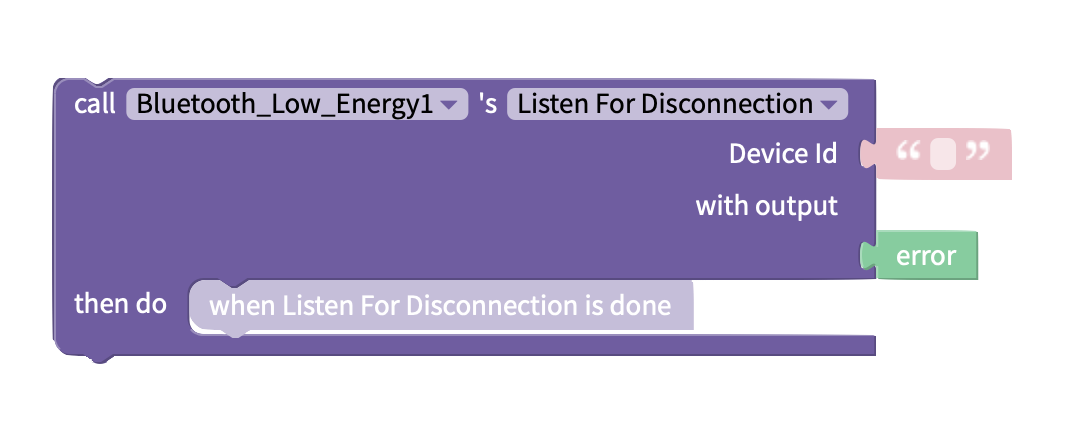 call Bluetooth_Low_Energy1 's Listen For Disconnection
Device Id “ ”
with output
error
then do when Listen For Disconnection is done